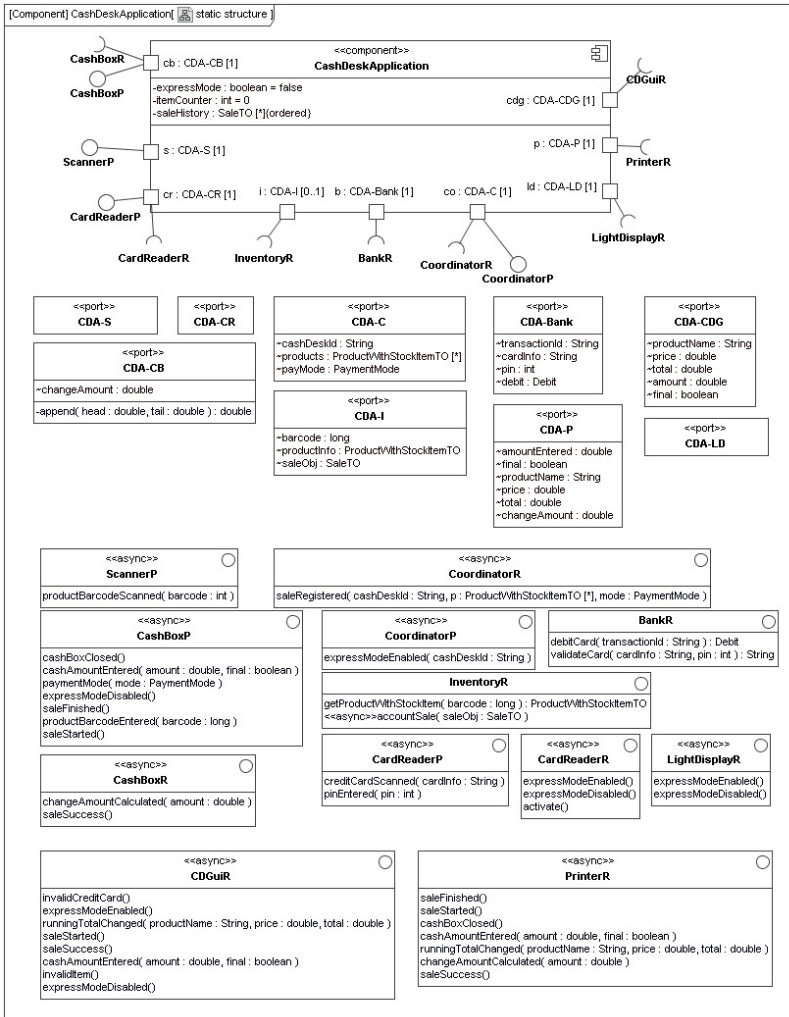 [Component] CashDeskApplication[ static structure ]
CashBoxR
CashBoxP
ScannerP
CardReaderP
CardReaderR
InventoryR
BankR
CoordinatorR
CoordinatorP
LightDisplayR
PrinterR
CDGuiR
<<component>>
CashDeskApplication
-expressMode : boolean = false
-itemCounter : int = 0
-saleHistory : SaleTO [*]{ordered}
cb : CDA-CB [1]
s : CDA-S [1]
cr : CDA-CR [1]
i : CDA-I [0..1]
b : CDA-Bank [1]
co : CDA-C [1]
ld : CDA-LD [1]
p : CDA-P [1]
cdg : CDA-CDG [1]
<<port>>
CDA-S
<<port>>
CDA-CR
<<port>>
CDA-CB
~changeAmount : double
-append( head : double, tail : double ) : double
<<port>>
CDA-C
~cashDeskId : String
~products : ProductWithStockItemTO [*]
~payMode : PaymentMode
<<port>>
CDA-I
~barcode : long
~productInfo : ProductWithStockItemTO
~saleObj : SaleTO
<<port>>
CDA-Bank
~transactionId : String
~cardInfo : String
~pin : int
~debit : Debit
<<port>>
CDA-P
~amountEntered : double
~final : boolean
~productName : String
~price : double
~total : double
~changeAmount : double
<<port>>
CDA-CDG
~productName : String
~price : double
~total : double
~amount : double
~final : boolean
<<port>>
CDA-LD
<<async>>
ScannerP
productBarcodeScanned( barcode : int )
<<async>>
CoordinatorR
saleRegistered( cashDeskId : String, p : ProductWithStockItemTO [*], mode : PaymentMode )
<<async>>
CashBoxP
cashBoxClosed()
cashAmountEntered( amount : double, final : boolean )
paymentMode( mode : PaymentMode )
expressModeDisabled()
saleFinished()
productBarcodeEntered( barcode : long )
saleStarted()
<<async>>
CoordinatorP
expressModeEnabled( cashDeskId : String )
BankR
debitCard( transactionId : String ) : Debit
validateCard( cardInfo : String, pin : int ) : String
InventoryR
getProductWithStockItem( barcode : long ) : ProductWithStockItemTO
<<async>>accountSale( saleObj : SaleTO )
<<async>>
CashBoxR
changeAmountCalculated( amount : double )
saleSuccess()
<<async>>
CardReaderP
creditCardScanned( cardInfo : String )
pinEntered( pin : int )
<<async>>
CardReaderR
expressModeEnabled()
expressModeDisabled()
activate()
<<async>>
LightDisplayR
expressModeEnabled()
expressModeDisabled()
<<async>>
CDGuiR
invalidCreditCard()
expressModeEnabled()
runningTotalChanged( productName : String, price : double, total : double )
saleStarted()
saleSuccess()
cashAmountEntered( amount : double, final : boolean )
invalidItem()
expressModeDisabled()
<<async>>
PrinterR
saleFinished()
saleStarted()
cashBoxClosed()
cashAmountEntered( amount : double, final : boolean )
runningTotalChanged( productName : String, price : double, total : double )
changeAmountCalculated( amount : double )
saleSuccess()